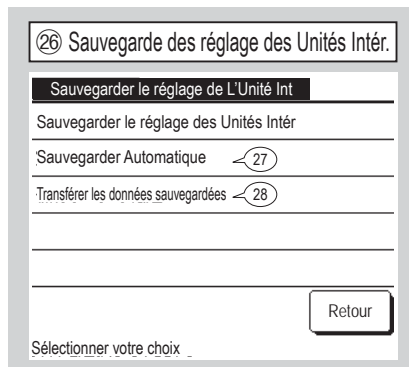 ㉖ Sauvegarde des réglage des Unités Intér.
Sauvegarder le réglage de L'Unité Int
Sauvegarder le réglage des Unités Intér
Sauvegarder Automatique 27
Transférer les données sauvegardées 28
Retour
Sélectionner votre choix